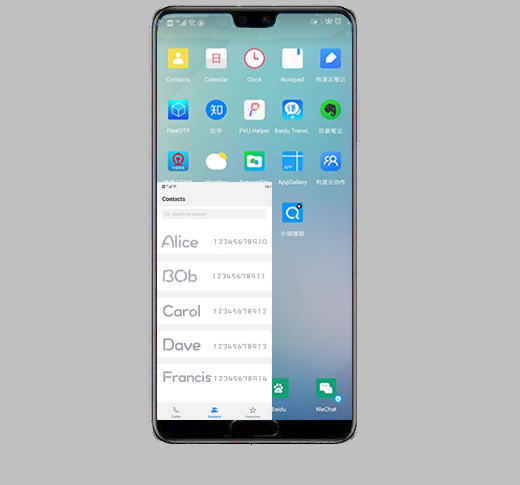 Contacts
Calendar
Clock
Notepad
有道云笔记
FreeOTP
知乎
PKU Helper
Baidu Transl.
印象笔记
AppGallery
有道云协作
Contacts
Search for contact
小猿搜题
Alice 12345678910
BOb 12345678911
Carol 12345678912
Dave 12345678913
Francis 12345678914
Dialler
Contacts
Favourites
Baidu
WeChat